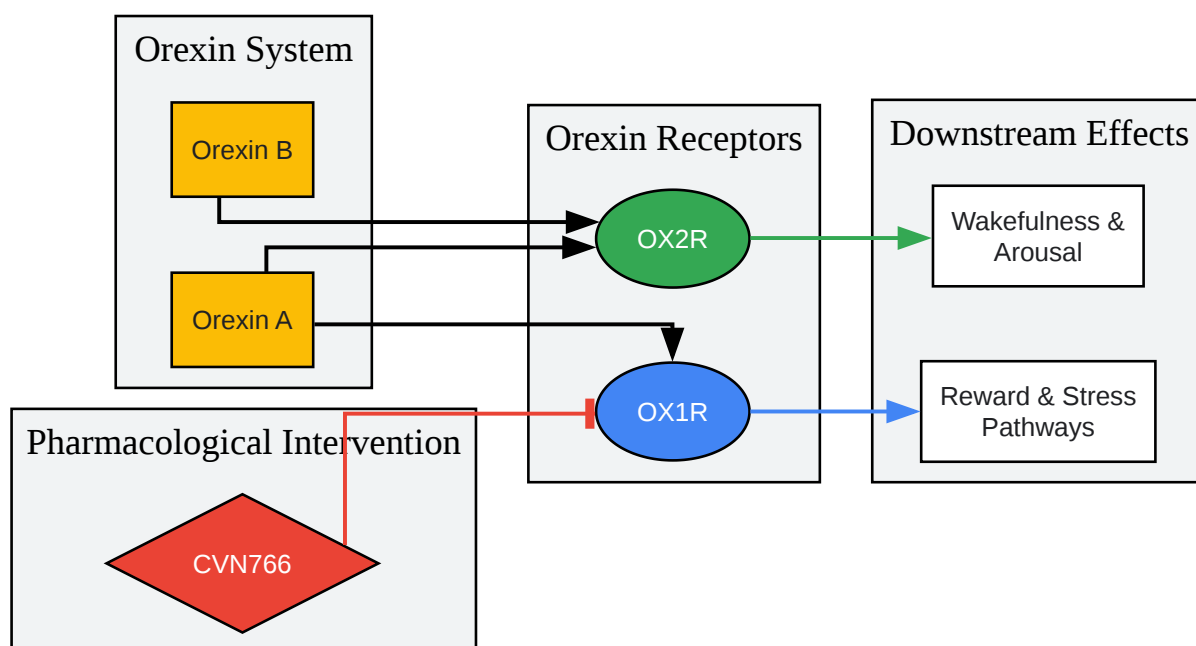 Orexin System
Orexin B
Orexin A
Pharmacological Intervention
CVN766
Orexin Receptors
OX2R
OX1R
Downstream Effects
Wakefulness &
Arousal
Reward & Stress
Pathways